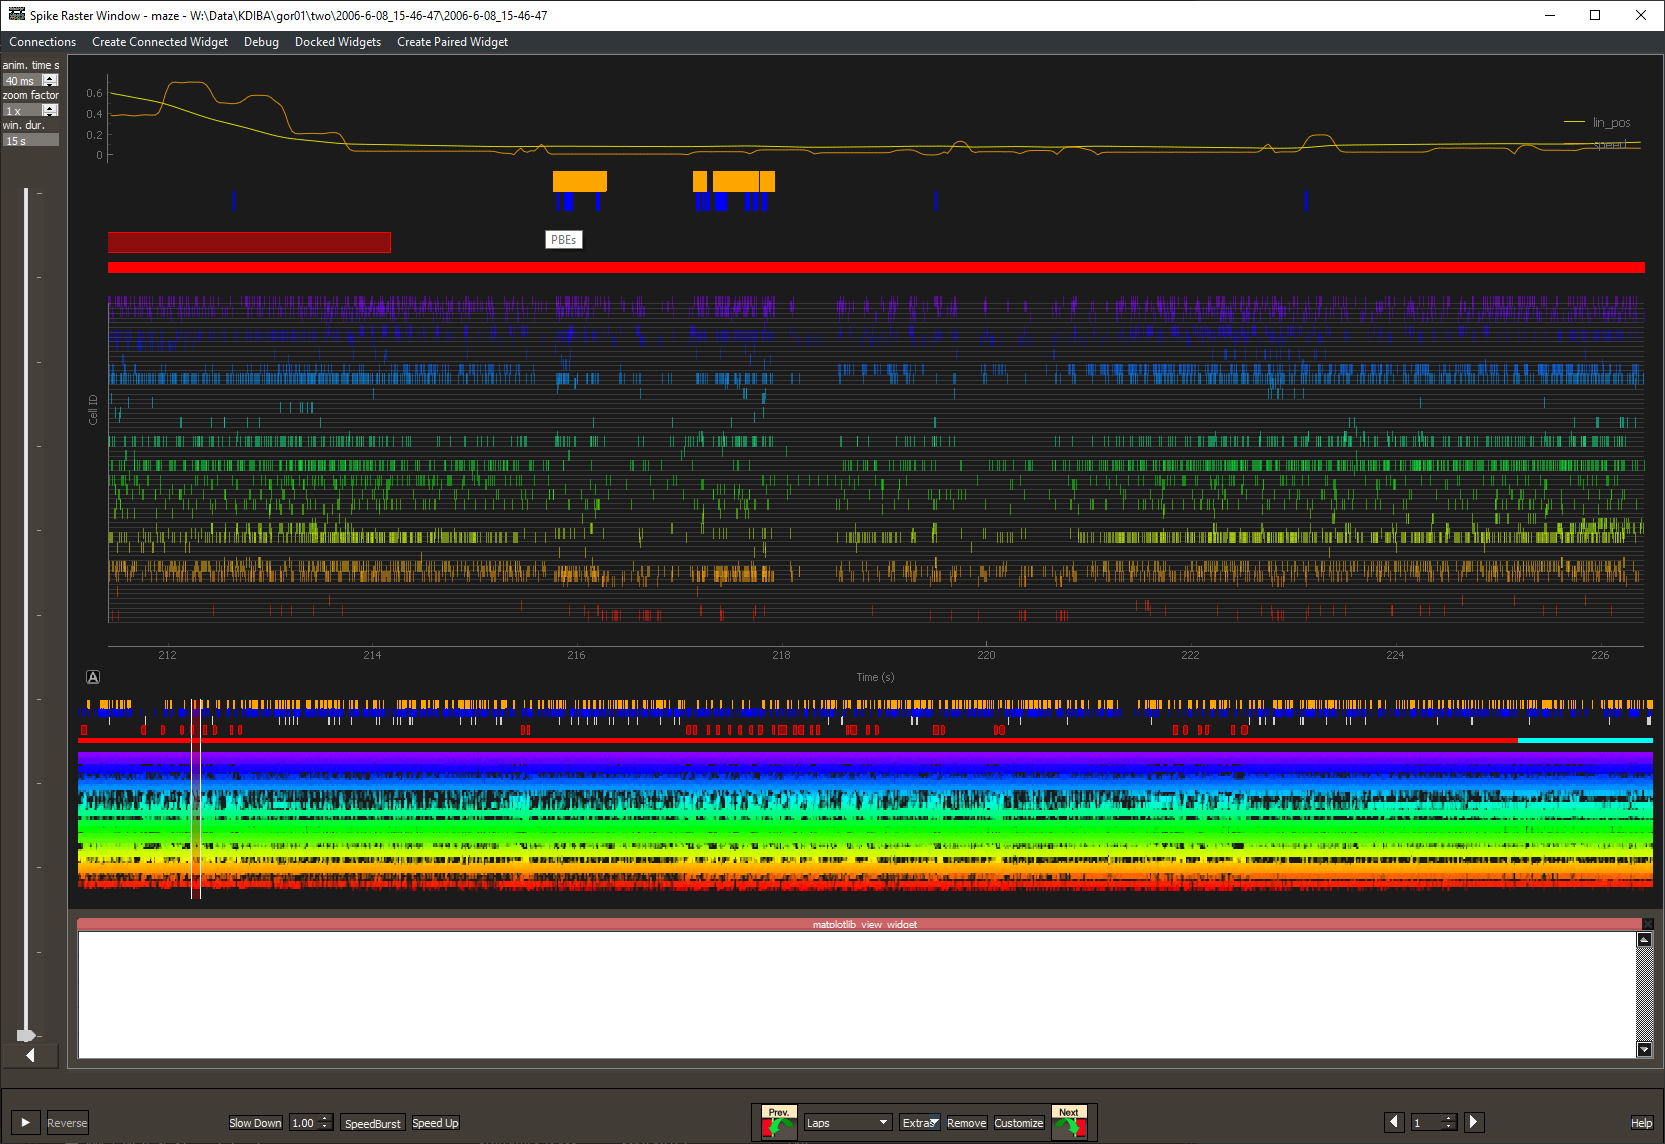 Spike Raster Window - maze - W:\Data\KDIBA\gor01\two\2006-6-08_15-46-47\2006-6-08_15-46-47
Connections Create Connected Widget Debug Docked Widgets Create Paired Widget
anim. time s
40 ms
zoom factor
1 x
win. dur.
15 s
0.6
0.4
0.2
0
lin_pos
speed
PBEs
Cell ID
212 214 216 218 220 222 224 226
Time (s)
A
matplotlib_view_widget
Reverse
Slow Down 1.00 SpeedBurst Speed Up
Prev. Laps Extras Remove Customize Next
1
Help